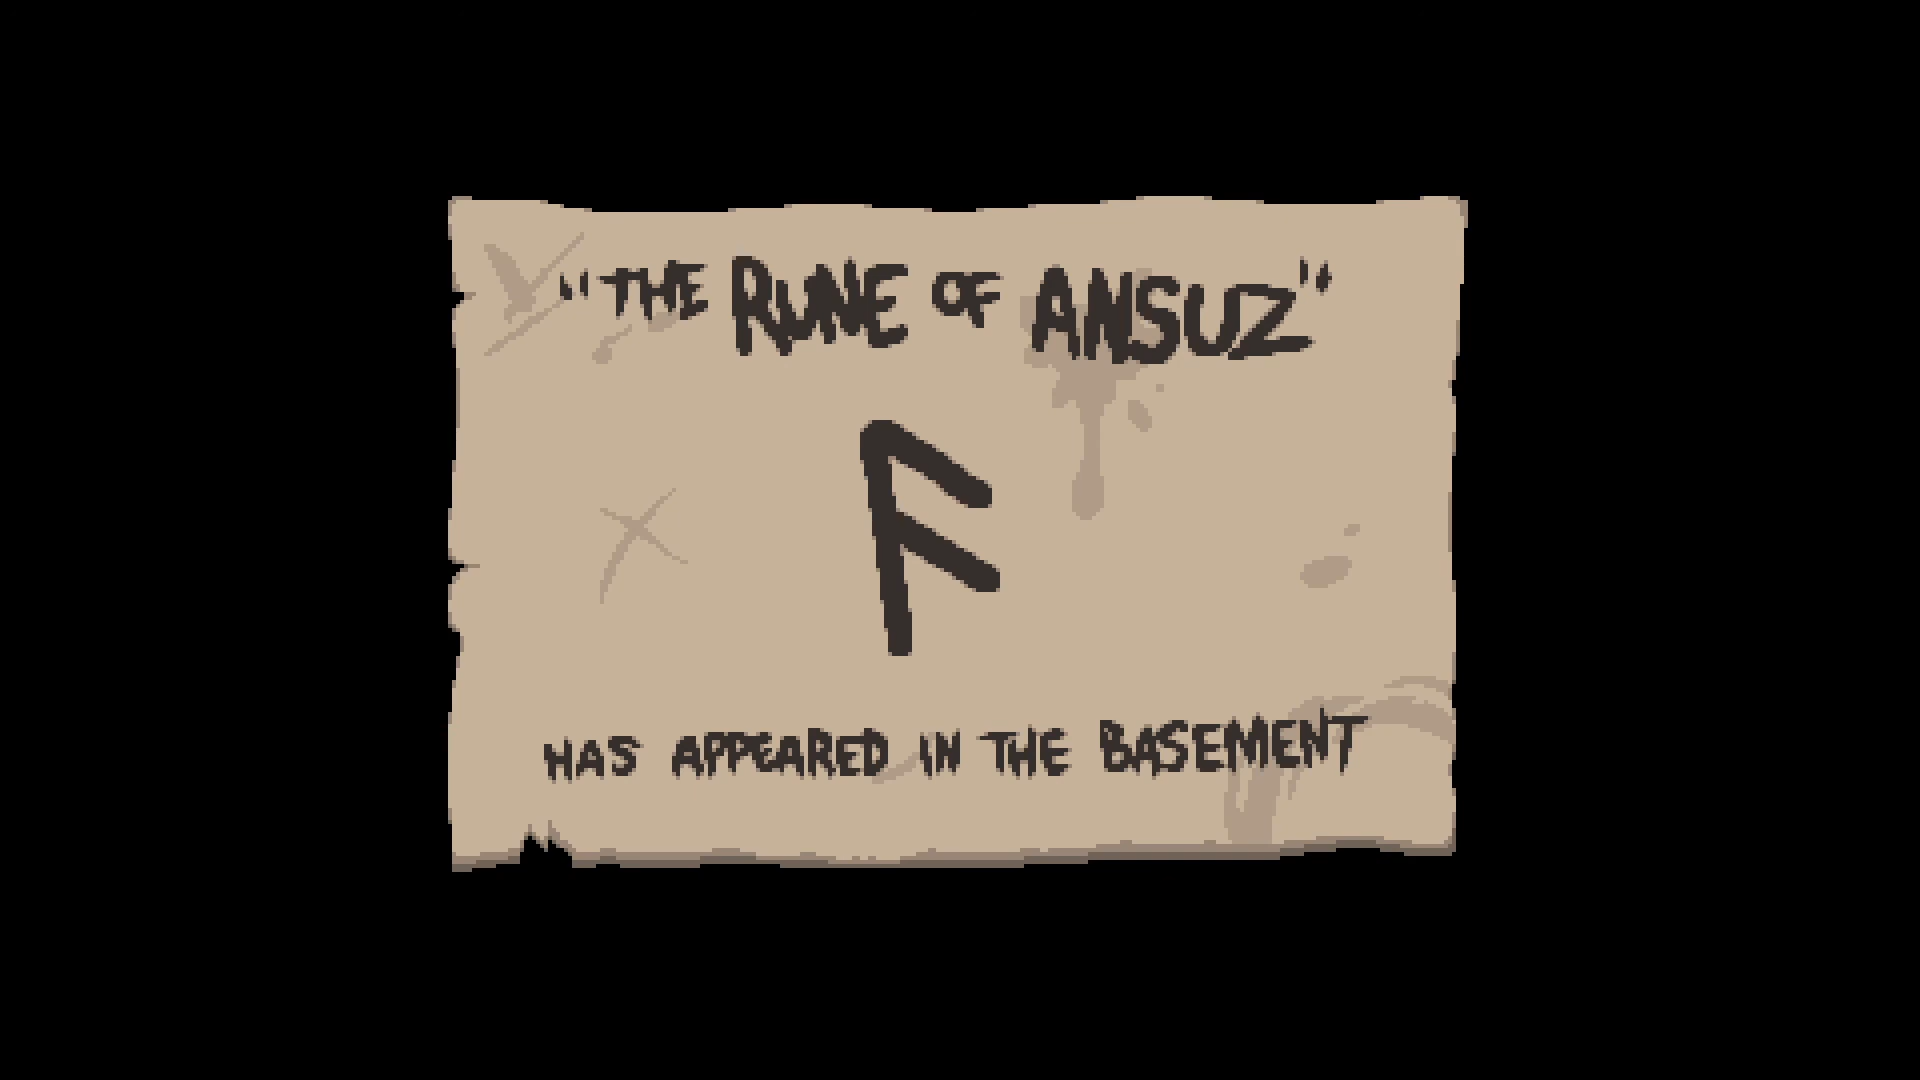 "THE RUNE OF ANSUZ"
ᚨ
HAS APPEARED IN THE BASEMENT